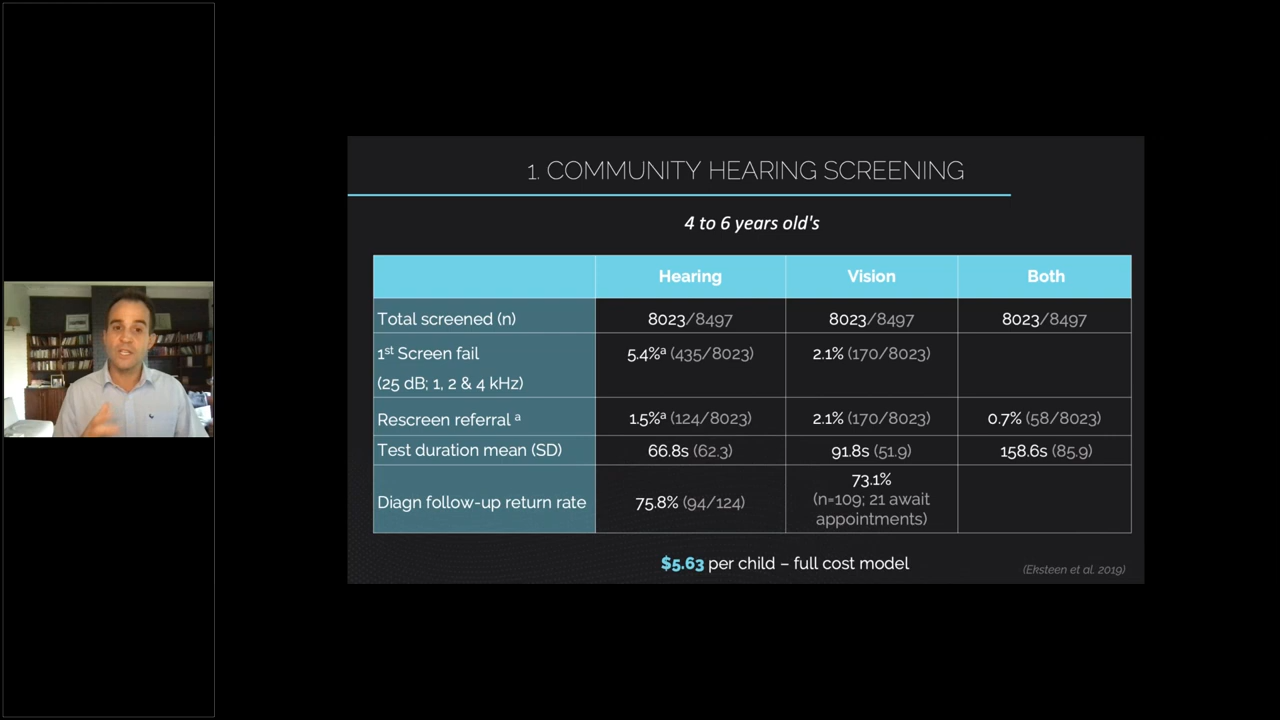 1. COMMUNITY HEARING SCREENING
4 to 6 years old's
Hearing Vision Both
Total screened (n) 8023/8497 8023/8497 8023/8497
1st Screen fail 5.4%a (435/8023) 2.1% (170/8023)
(25 dB; 1, 2 & 4 kHz)
Rescreen referral a 1.5%a (124/8023) 2.1% (170/8023) 0.7% (58/8023)
Test duration mean (SD) 66.8s (62.3) 91.8s (51.9) 158.6s (85.9)
Diagn follow-up return rate 75.8% (94/124) 73.1%
(n=109; 21 await
appointments)
$5.63 per child – full cost model
(Eksteen et al. 2019)